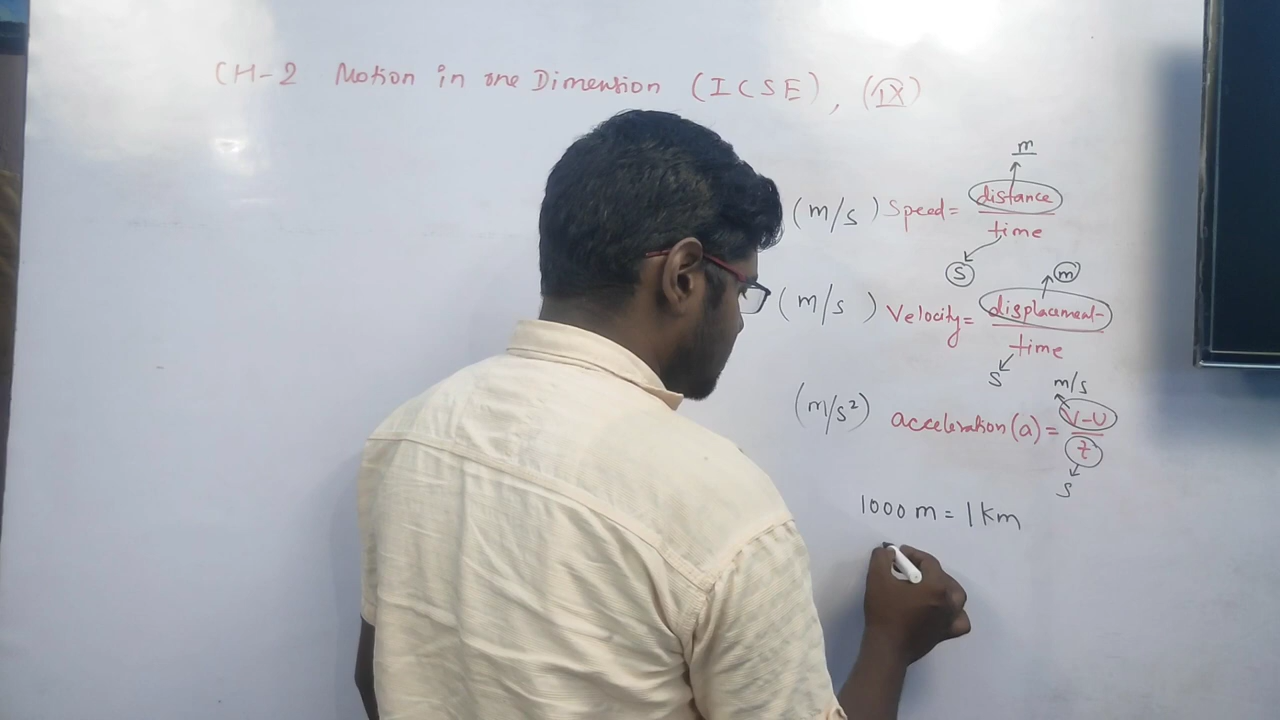 CH-2 Motion in one Dimension (ICSE), (IX)
m
(m/s) Speed= distance
time
S
m
(m/s) Velocity= displacement
time
S
m/s
(m/s²) acceleration(a)= V-U
t
S
1000 m = 1 Km